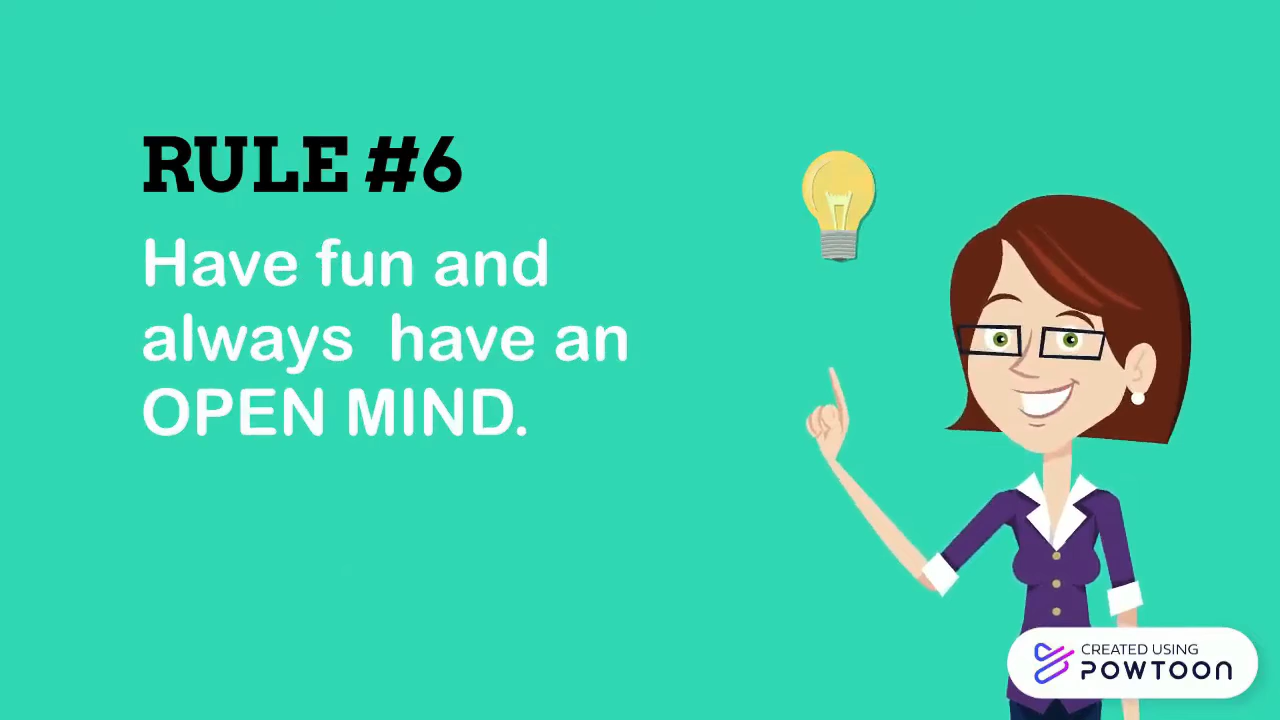 RULE #6
Have fun and
always  have an
OPEN MIND.
CREATED USING
POWTOON